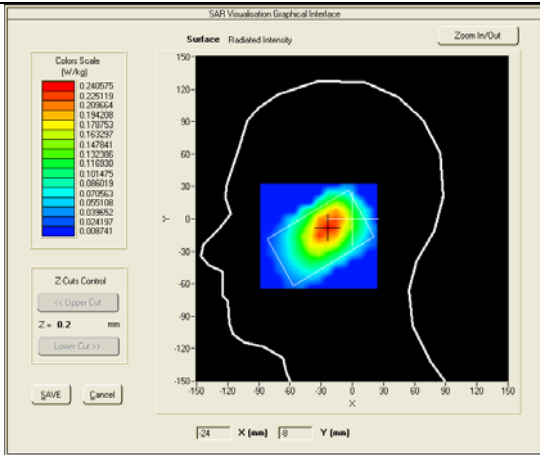 SAR Visualisation Graphical Interface
Surface Radiated Intensity
Zoom In/Out
Colors Scale
(W/kg)
0.240575
0.225119
0.209664
0.194208
0.178753
0.163297
0.147841
0.132386
0.116930
0.101475
0.086019
0.070563
0.055108
0.039652
0.024197
0.008741
Z Cuts Control
<< Upper Cut
Z = 0.2 mm
Lower Cut >>
SAVE Cancel
150
120
90
60
30
0
-30
-60
-90
-120
-150
Y
-150 -120 -90 -60 -30 0 30 60 90 120 150
X
-24 X (mm) -8 Y (mm)